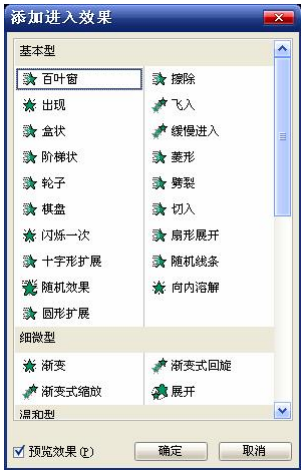 添加进入效果
基本型
百叶窗 擦除
出现 飞入
盒状 缓慢进入
阶梯状 菱形
轮子 劈裂
棋盘 切入
闪烁一次 扇形展开
十字形扩展 随机线条
随机效果 向内溶解
圆形扩展
细微型
渐变 渐变式回旋
渐变式缩放 展开
温和型
预览效果(P) 确定 取消